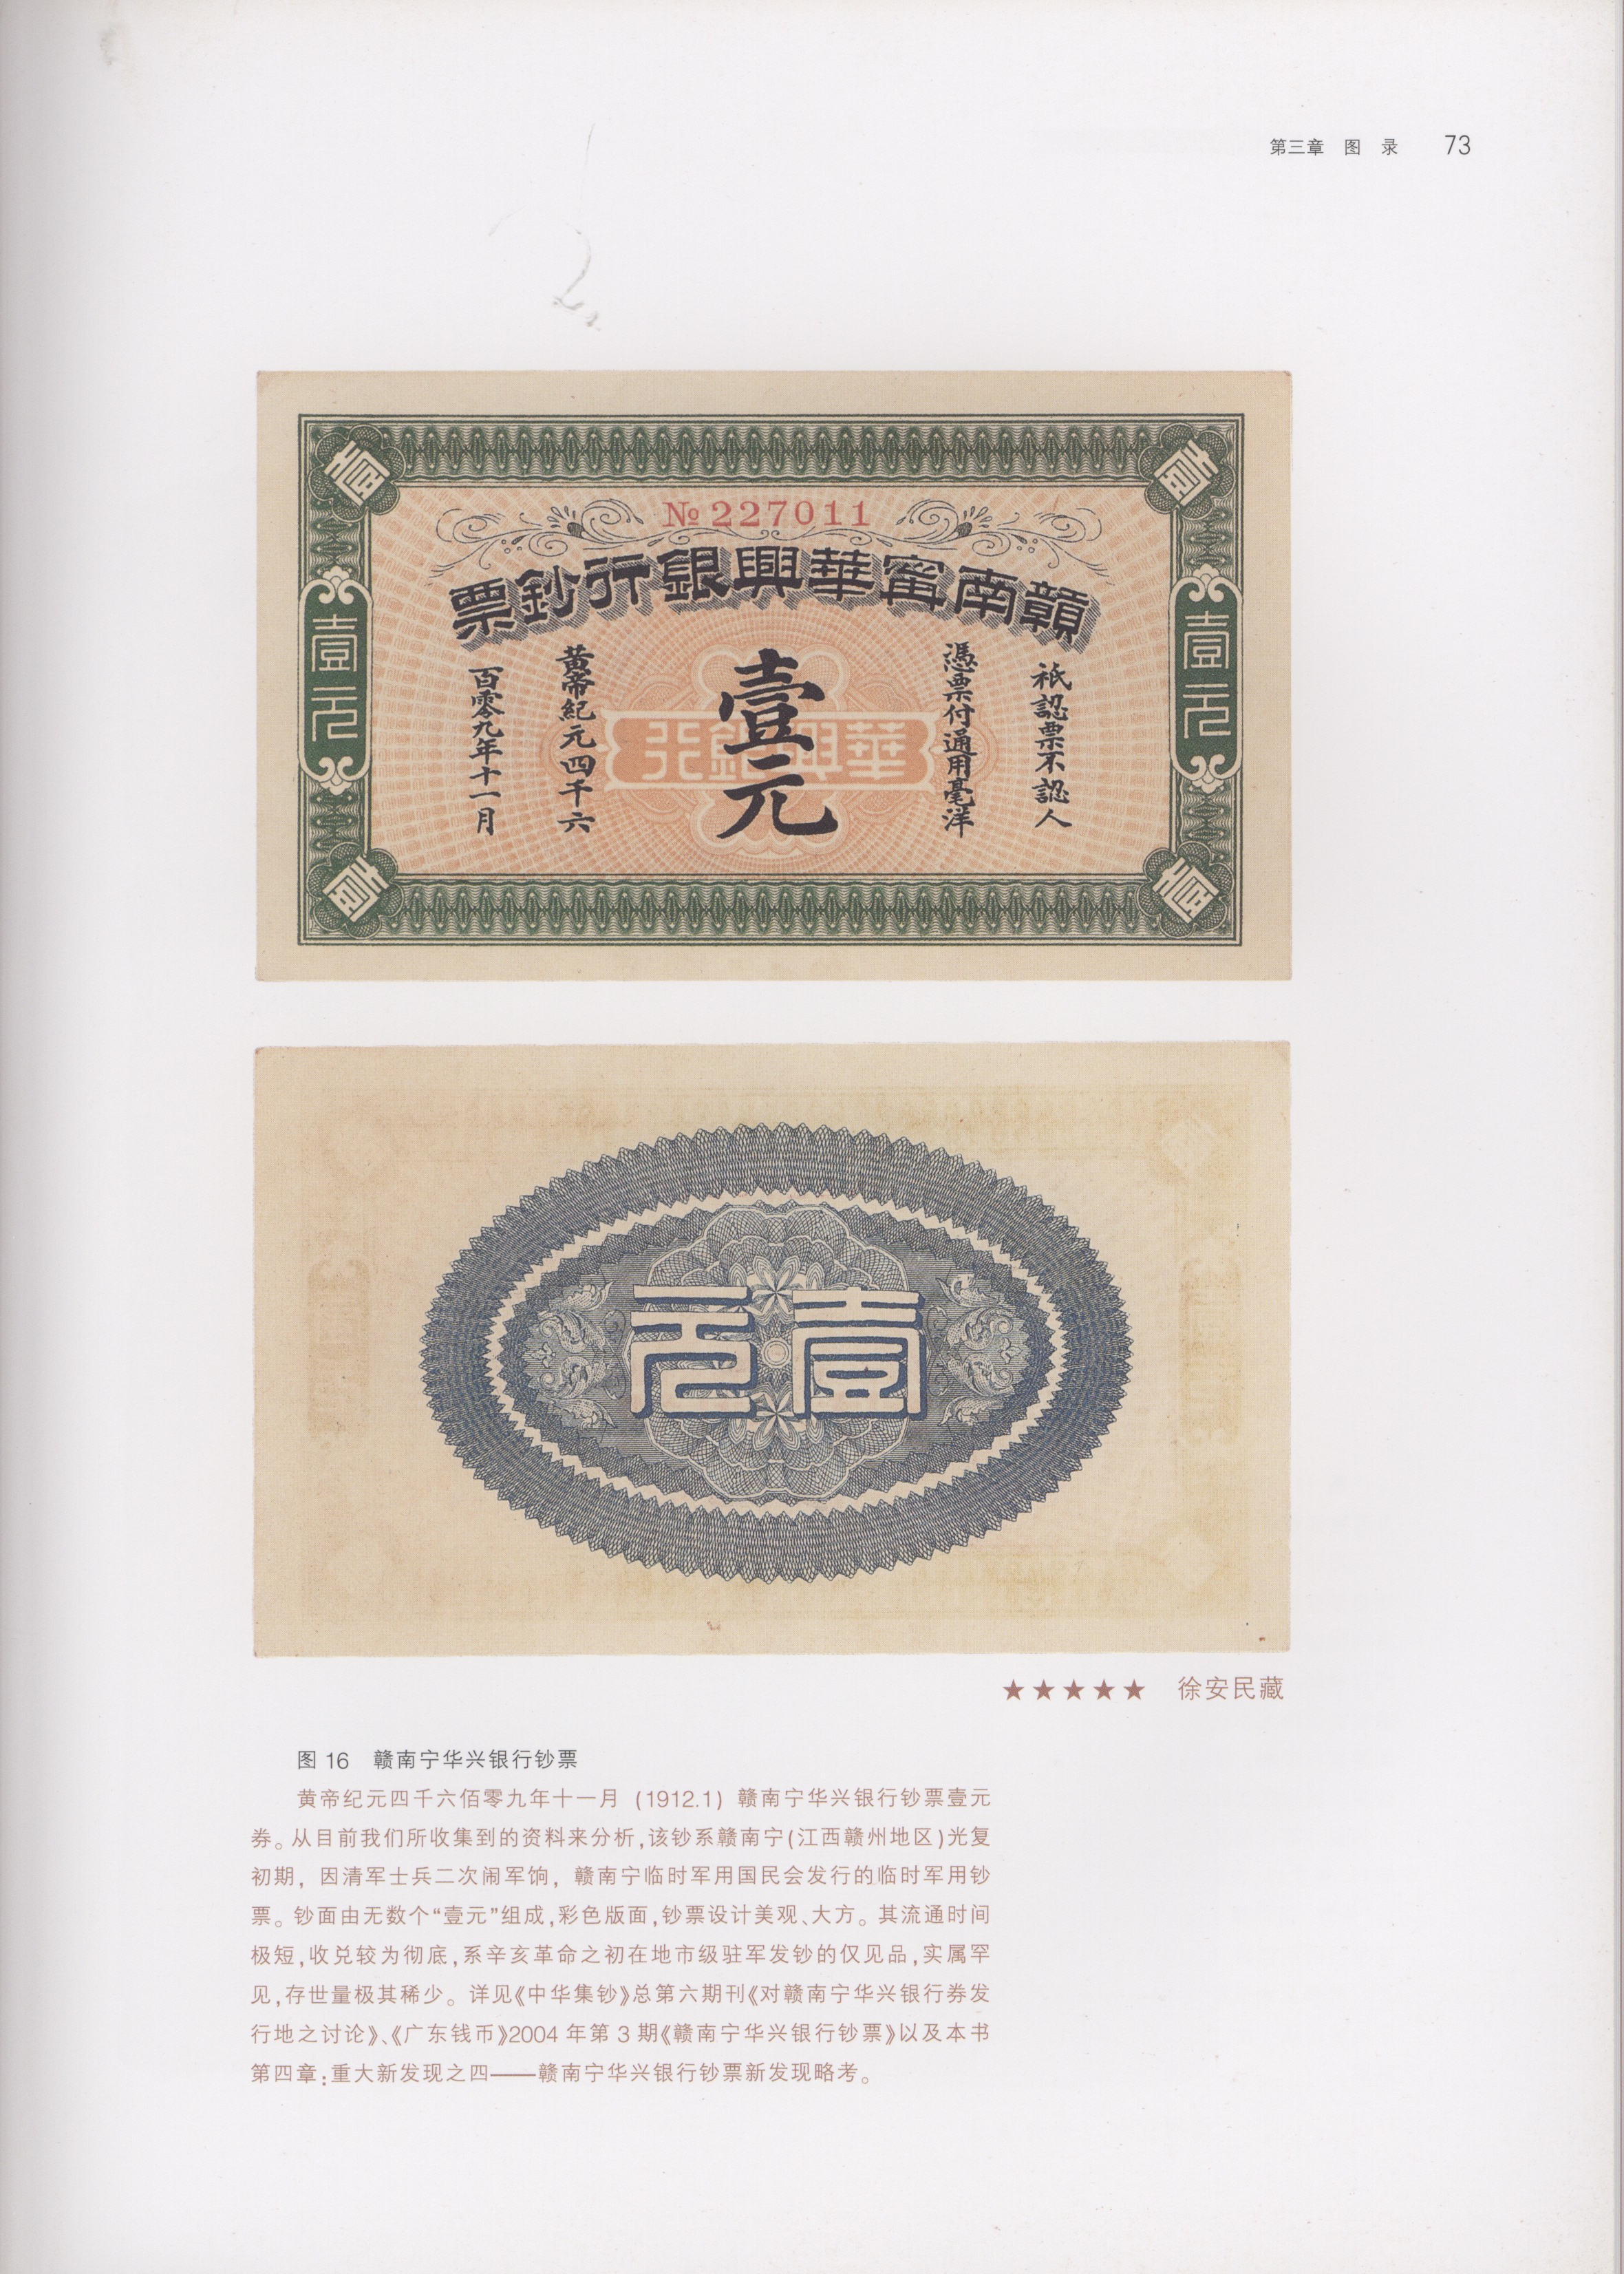 第三章 图 录 73
壹
壹
№227011
贛南甯華興銀行鈔票
壹元
壹元
祇認票不認人
憑票付通用毫洋
壹元
華興銀行
黃帝紀元四千六
百零九年十一月
壹
壹
壹元
★★★★★ 徐安民藏
图 16 赣南宁华兴银行钞票
黄帝纪元四千六佰零九年十一月 (1912.1) 赣南宁华兴银行钞票壹元
券。从目前我们所收集到的资料来分析,该钞系赣南宁(江西赣州地区)光复
初期，因清军士兵二次闹军饷，赣南宁临时军用国民会发行的临时军用钞
票。钞面由无数个“壹元”组成,彩色版面,钞票设计美观、大方。其流通时间
极短,收兑较为彻底,系辛亥革命之初在地市级驻军发钞的仅见品,实属罕
见,存世量极其稀少。详见《中华集钞》总第六期刊《对赣南宁华兴银行券发
行地之讨论》、《广东钱币》2004 年第 3 期《赣南宁华兴银行钞票》以及本书
第四章:重大新发现之四——赣南宁华兴银行钞票新发现略考。